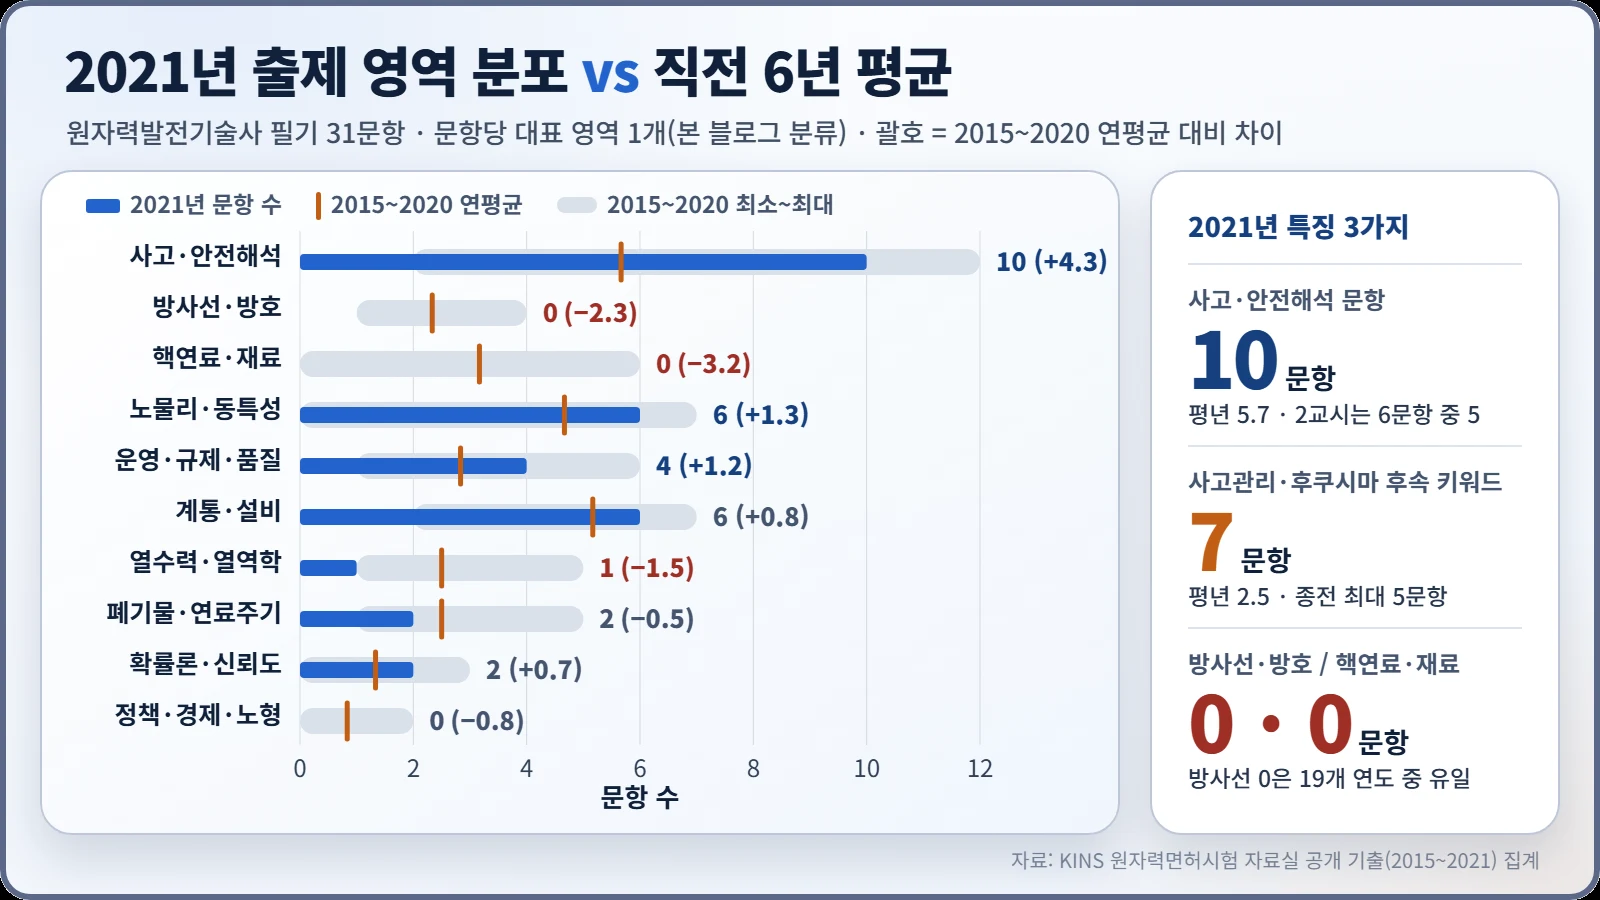 2021년 출제 영역 분포 vs 직전 6년 평균
원자력발전기술사 필기 31문항 · 문항당 대표 영역 1개(본 블로그 분류) · 괄호 = 2015~2020 연평균 대비 차이
2021년 문항 수 2015~2020 연평균 2015~2020 최소~최대
사고·안전해석 10 (+4.3)
방사선·방호 0 (−2.3)
핵연료·재료 0 (−3.2)
노물리·동특성 6 (+1.3)
운영·규제·품질 4 (+1.2)
계통·설비 6 (+0.8)
열수력·열역학 1 (−1.5)
폐기물·연료주기 2 (−0.5)
확률론·신뢰도 2 (+0.7)
정책·경제·노형 0 (−0.8)
0 2 4 6 8 10 12
문항 수
2021년 특징 3가지
사고·안전해석 문항
10 문항
평년 5.7 · 2교시는 6문항 중 5
사고관리·후쿠시마 후속 키워드
7 문항
평년 2.5 · 종전 최대 5문항
방사선·방호 / 핵연료·재료
0 · 0 문항
방사선 0은 19개 연도 중 유일
자료: KINS 원자력면허시험 자료실 공개 기출(2015~2021) 집계